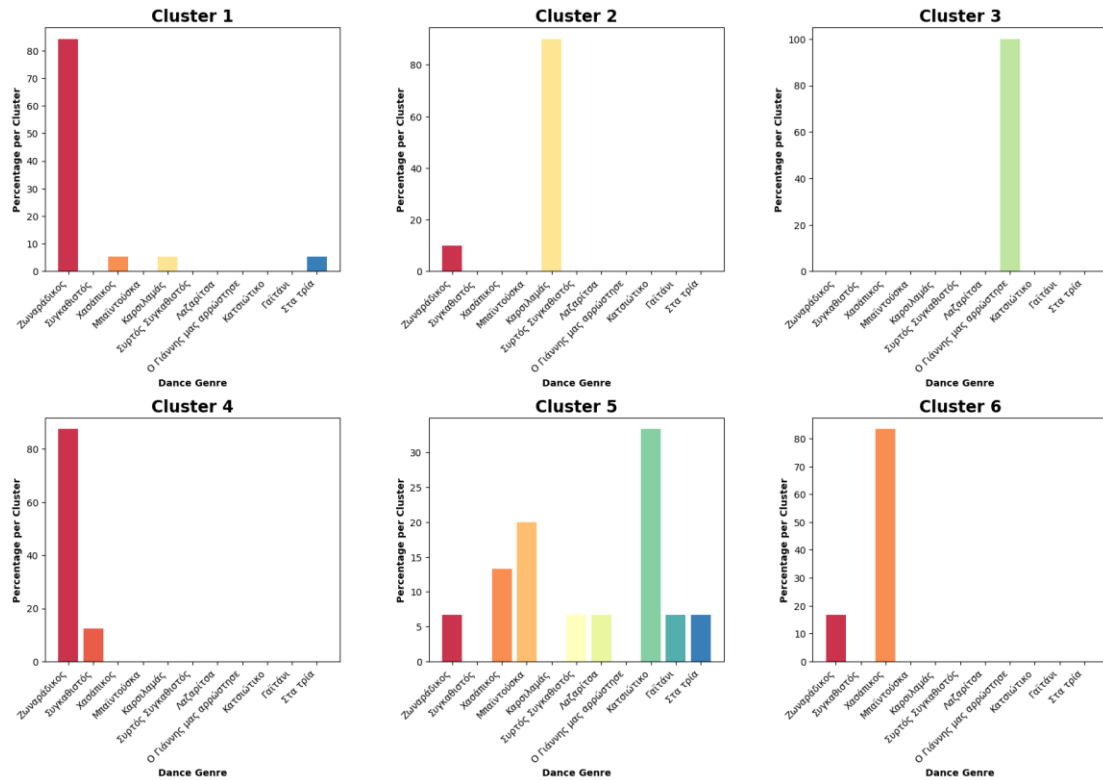 Cluster 1
Percentage per Cluster
80
70
60
50
40
30
20
10
0
Ζωναράδικος
Συγκαθιστός
Χασάπικος
Μπαϊντούσκα
Καρσιλαμάς
Συρτός Συγκαθιστός
Λαζαρίτσα
Ο Γιάννης μας αρρώστησε
Κατσιώτικο
Γαϊτάνι
Στα τρία
Dance Genre
Cluster 2
Percentage per Cluster
80
60
40
20
0
Ζωναράδικος
Συγκαθιστός
Χασάπικος
Μπαϊντούσκα
Καρσιλαμάς
Συρτός Συγκαθιστός
Λαζαρίτσα
Ο Γιάννης μας αρρώστησε
Κατσιώτικο
Γαϊτάνι
Στα τρία
Dance Genre
Cluster 3
Percentage per Cluster
100
80
60
40
20
0
Ζωναράδικος
Συγκαθιστός
Χασάπικος
Μπαϊντούσκα
Καρσιλαμάς
Συρτός Συγκαθιστός
Λαζαρίτσα
Ο Γιάννης μας αρρώστησε
Κατσιώτικο
Γαϊτάνι
Στα τρία
Dance Genre
Cluster 4
Percentage per Cluster
80
60
40
20
0
Ζωναράδικος
Συγκαθιστός
Χασάπικος
Μπαϊντούσκα
Καρσιλαμάς
Συρτός Συγκαθιστός
Λαζαρίτσα
Ο Γιάννης μας αρρώστησε
Κατσιώτικο
Γαϊτάνι
Στα τρία
Dance Genre
Cluster 5
Percentage per Cluster
30
25
20
15
10
5
0
Ζωναράδικος
Συγκαθιστός
Χασάπικος
Μπαϊντούσκα
Καρσιλαμάς
Συρτός Συγκαθιστός
Λαζαρίτσα
Ο Γιάννης μας αρρώστησε
Κατσιώτικο
Γαϊτάνι
Στα τρία
Dance Genre
Cluster 6
Percentage per Cluster
80
70
60
50
40
30
20
10
0
Ζωναράδικος
Συγκαθιστός
Χασάπικος
Μπαϊντούσκα
Καρσιλαμάς
Συρτός Συγκαθιστός
Λαζαρίτσα
Ο Γιάννης μας αρρώστησε
Κατσιώτικο
Γαϊτάνι
Στα τρία
Dance Genre